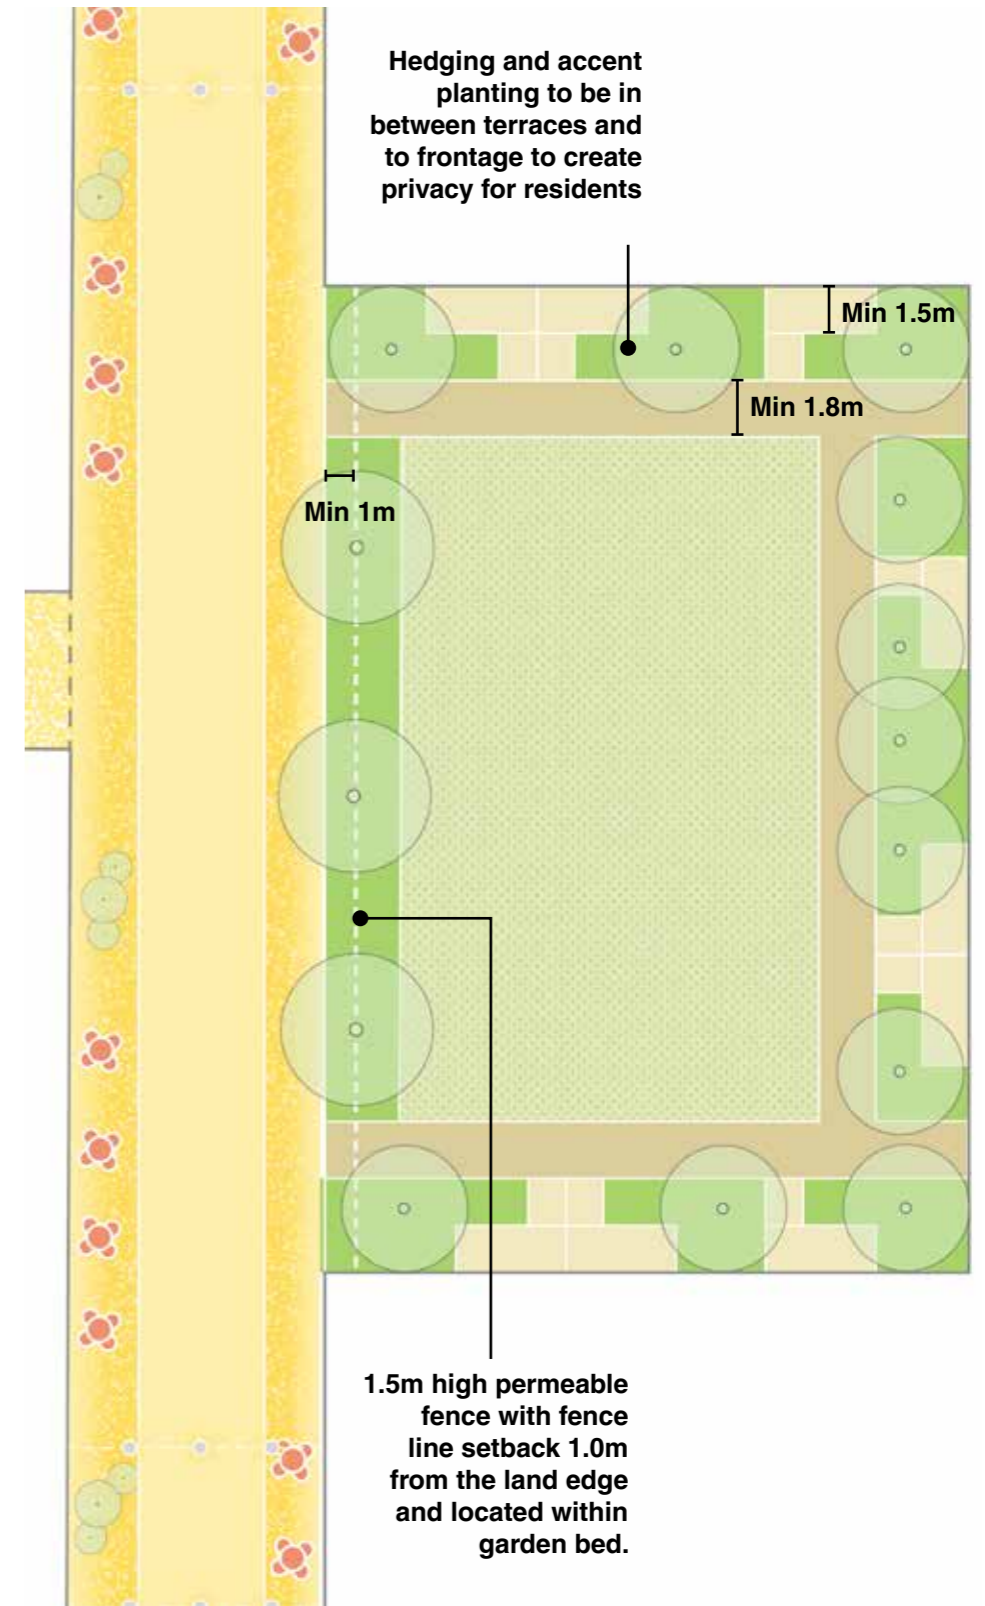 Hedging and accent
planting to be in
between terraces and
to frontage to create
privacy for residents
Min 1.5m
Min 1.8m
Min 1m
1.5m high permeable
fence with fence
line setback 1.0m
from the land edge
and located within
garden bed.